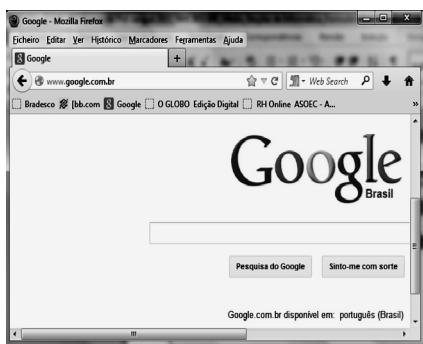 Google - Mozilla Firefox
Ficheiro Editar Ver Histórico Marcadores Ferramentas Ajuda
Google
www.google.com.br
Web Search
Bradesco [bb.com Google O GLOBO Edição Digital RH Online ASOEC - A... »
Google
Brasil
Pesquisa do Google Sinto-me com sorte
Google.com.br disponível em: português (Brasil)